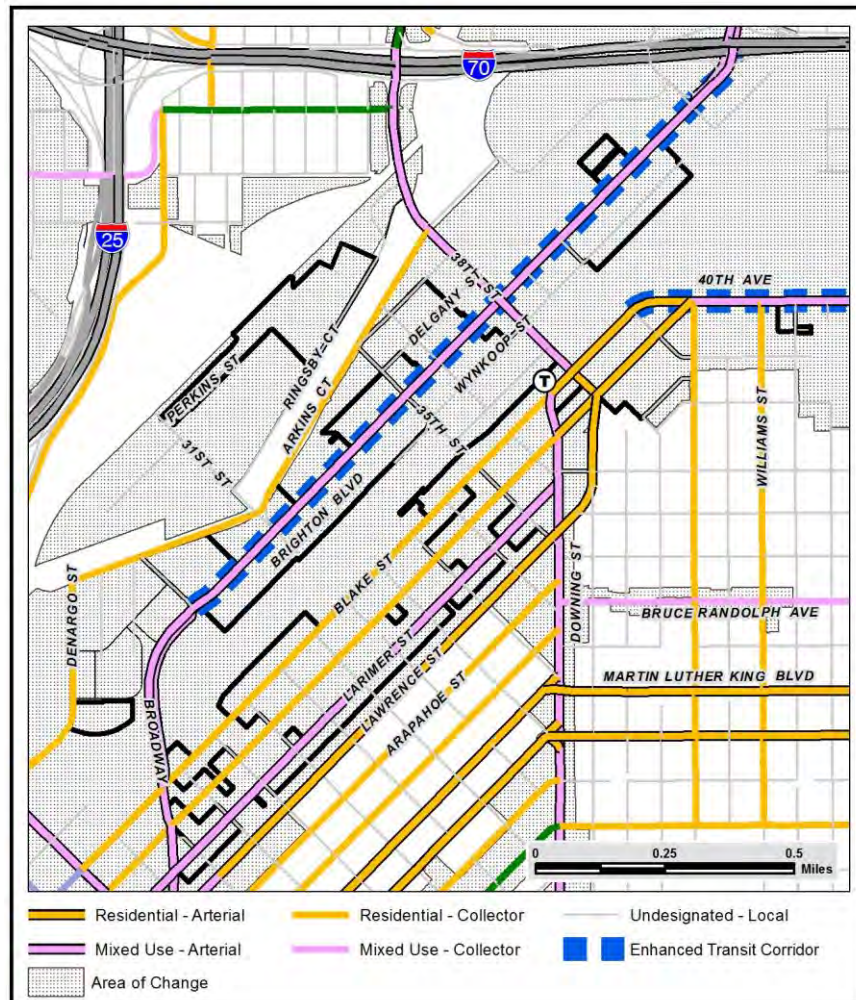 70
25
38TH ST
40TH AVE
DELGANY S
WYNKOOP ST
PERKINS ST
RINGSBY CT
ARKINS CT
35TH ST
31ST ST
T
WILLIAMS ST
BRIGHTON BLVD
BLAKE ST
DOWNING ST
BRUCE RANDOLPH AVE
DENARGO ST
LARIMER ST
LAWRENCE ST
ARAPAHOE ST
MARTIN LUTHER KING BLVD
BROADWAY
0 0.25 0.5
Miles
Residential - Arterial Residential - Collector Undesignated - Local
Mixed Use - Arterial Mixed Use - Collector Enhanced Transit Corridor
Area of Change